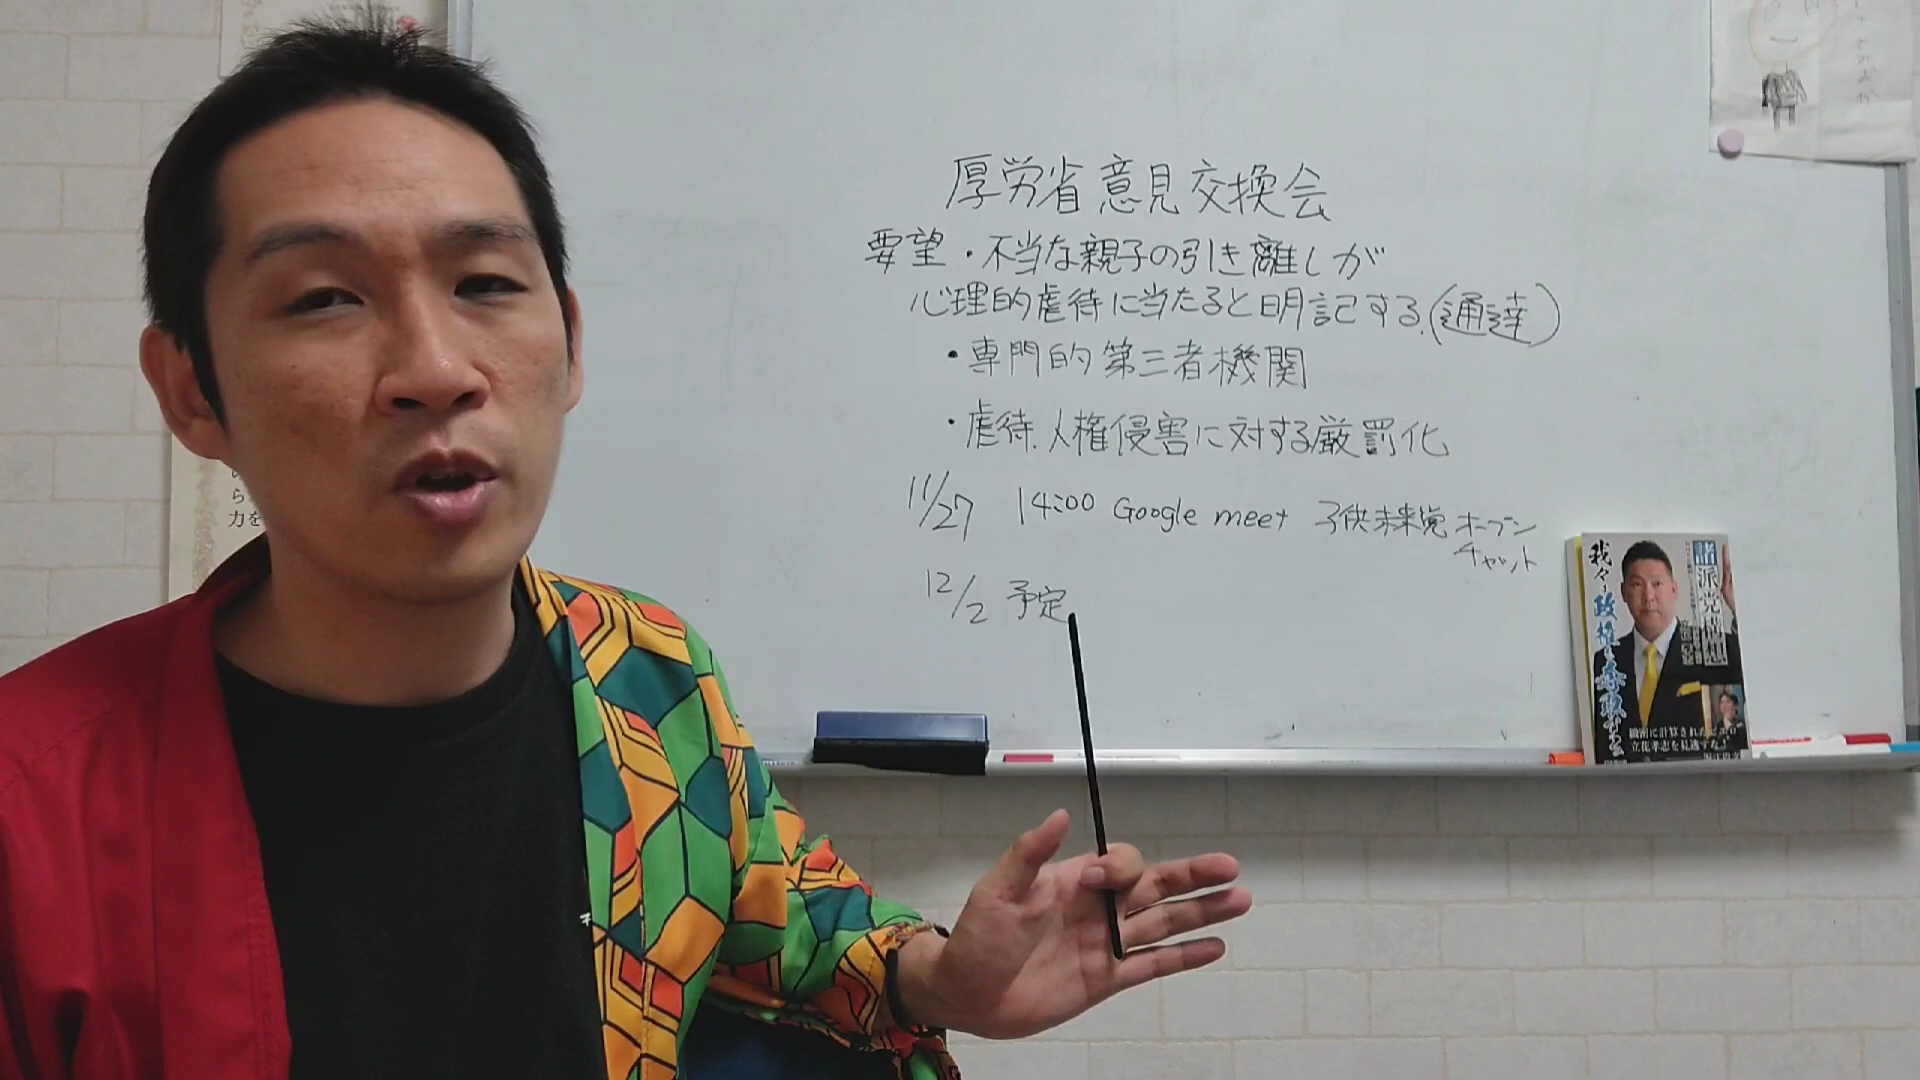 厚労省意見交換会
要望・不当な親子の引き離しが
心理的虐待に当たると明記する。(通達)
・専門的第三者機関
・虐待、人権侵害に対する厳罰化
11/27 14:00 Google meet 子供未来党オープン
チャット
12/2 予定
諸派党構想
我々は政権を奪取
緻密に計算された
立花孝志を見逃すな!
ら
力を